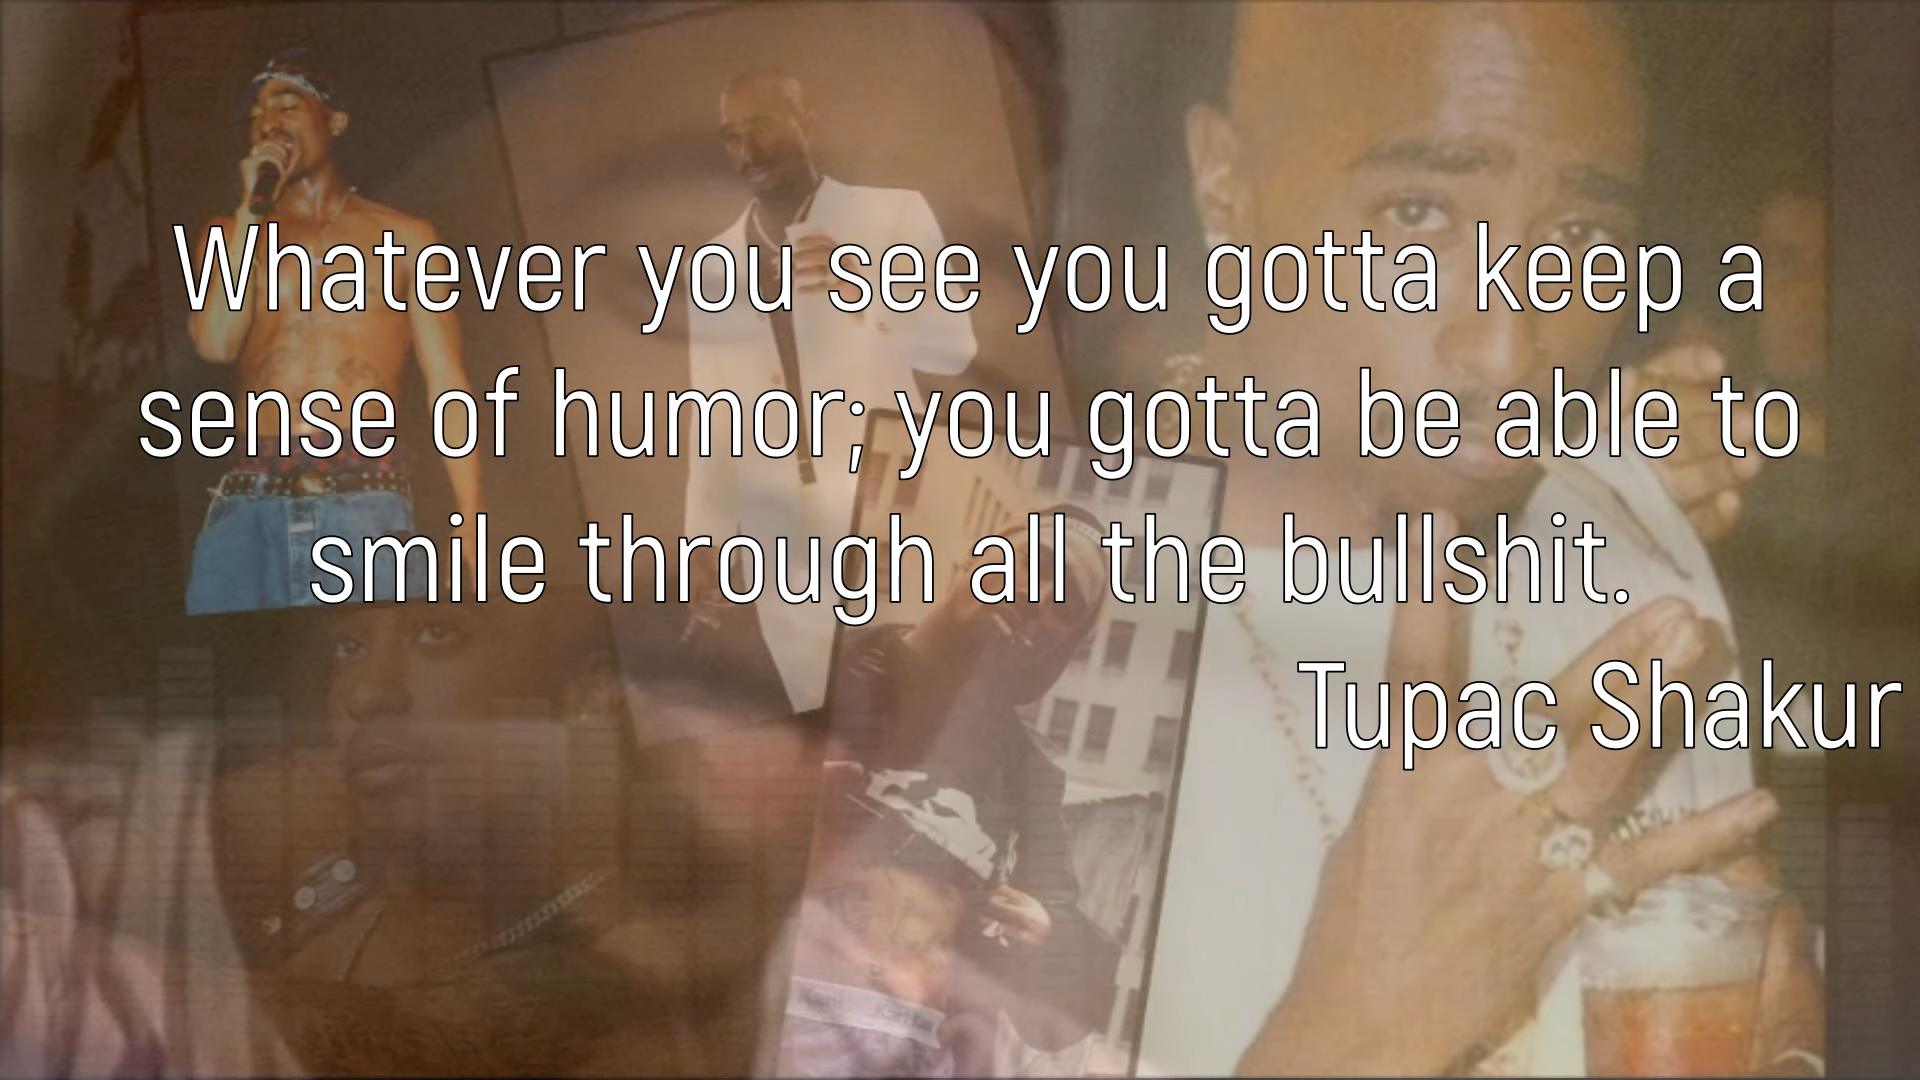 Whatever you see you gotta keep a
sense of humor; you gotta be able to
smile through all the bullshit.
Tupac Shakur